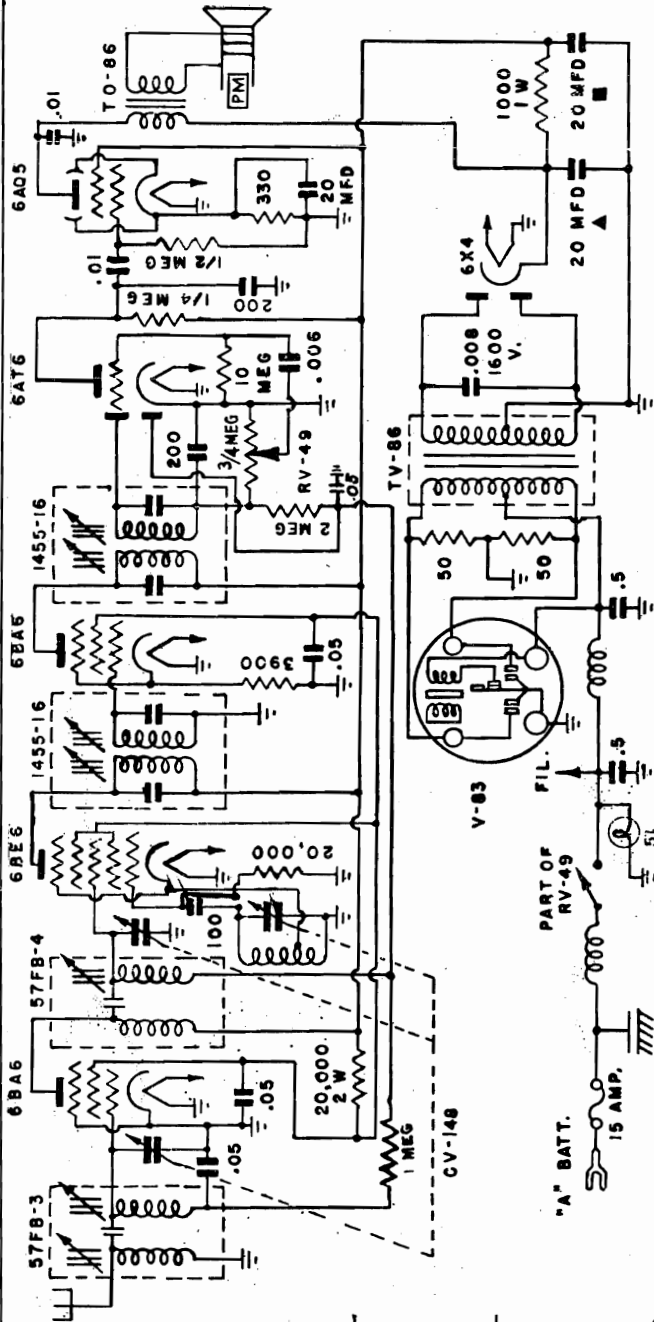 57FB-3
6BA6
57FB-4
6BE6
1455-16
6BA6
1455-16
6AT6
6AQ5
.01
TO-86
PM
.05
.05
20,000
2 W
1 MEG
CV-148
100
20,000
3900
.05
200
3/4 MEG
RV-49
2 MEG
.05
10
MEG
.006
1/4 MEG
200
.01
1/2 MEG
330
20
MFD
"A" BATT.
15 AMP.
PART OF
RV-49
FIL.
.5
.5
V-83
50
50
TV-86
.008
1600
V.
6X4
20 MFD
1000
1 W
20 MFD